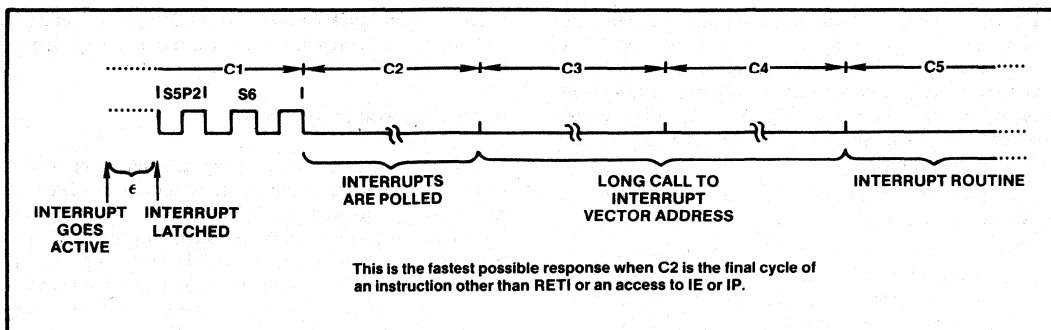 C1 C2 C3 C4 C5
S5P2 S6
ε
INTERRUPT
GOES
ACTIVE
INTERRUPT
LATCHED
INTERRUPTS
ARE POLLED
LONG CALL TO
INTERRUPT
VECTOR ADDRESS
INTERRUPT ROUTINE
This is the fastest possible response when C2 is the final cycle of
an instruction other than RETI or an access to IE or IP.